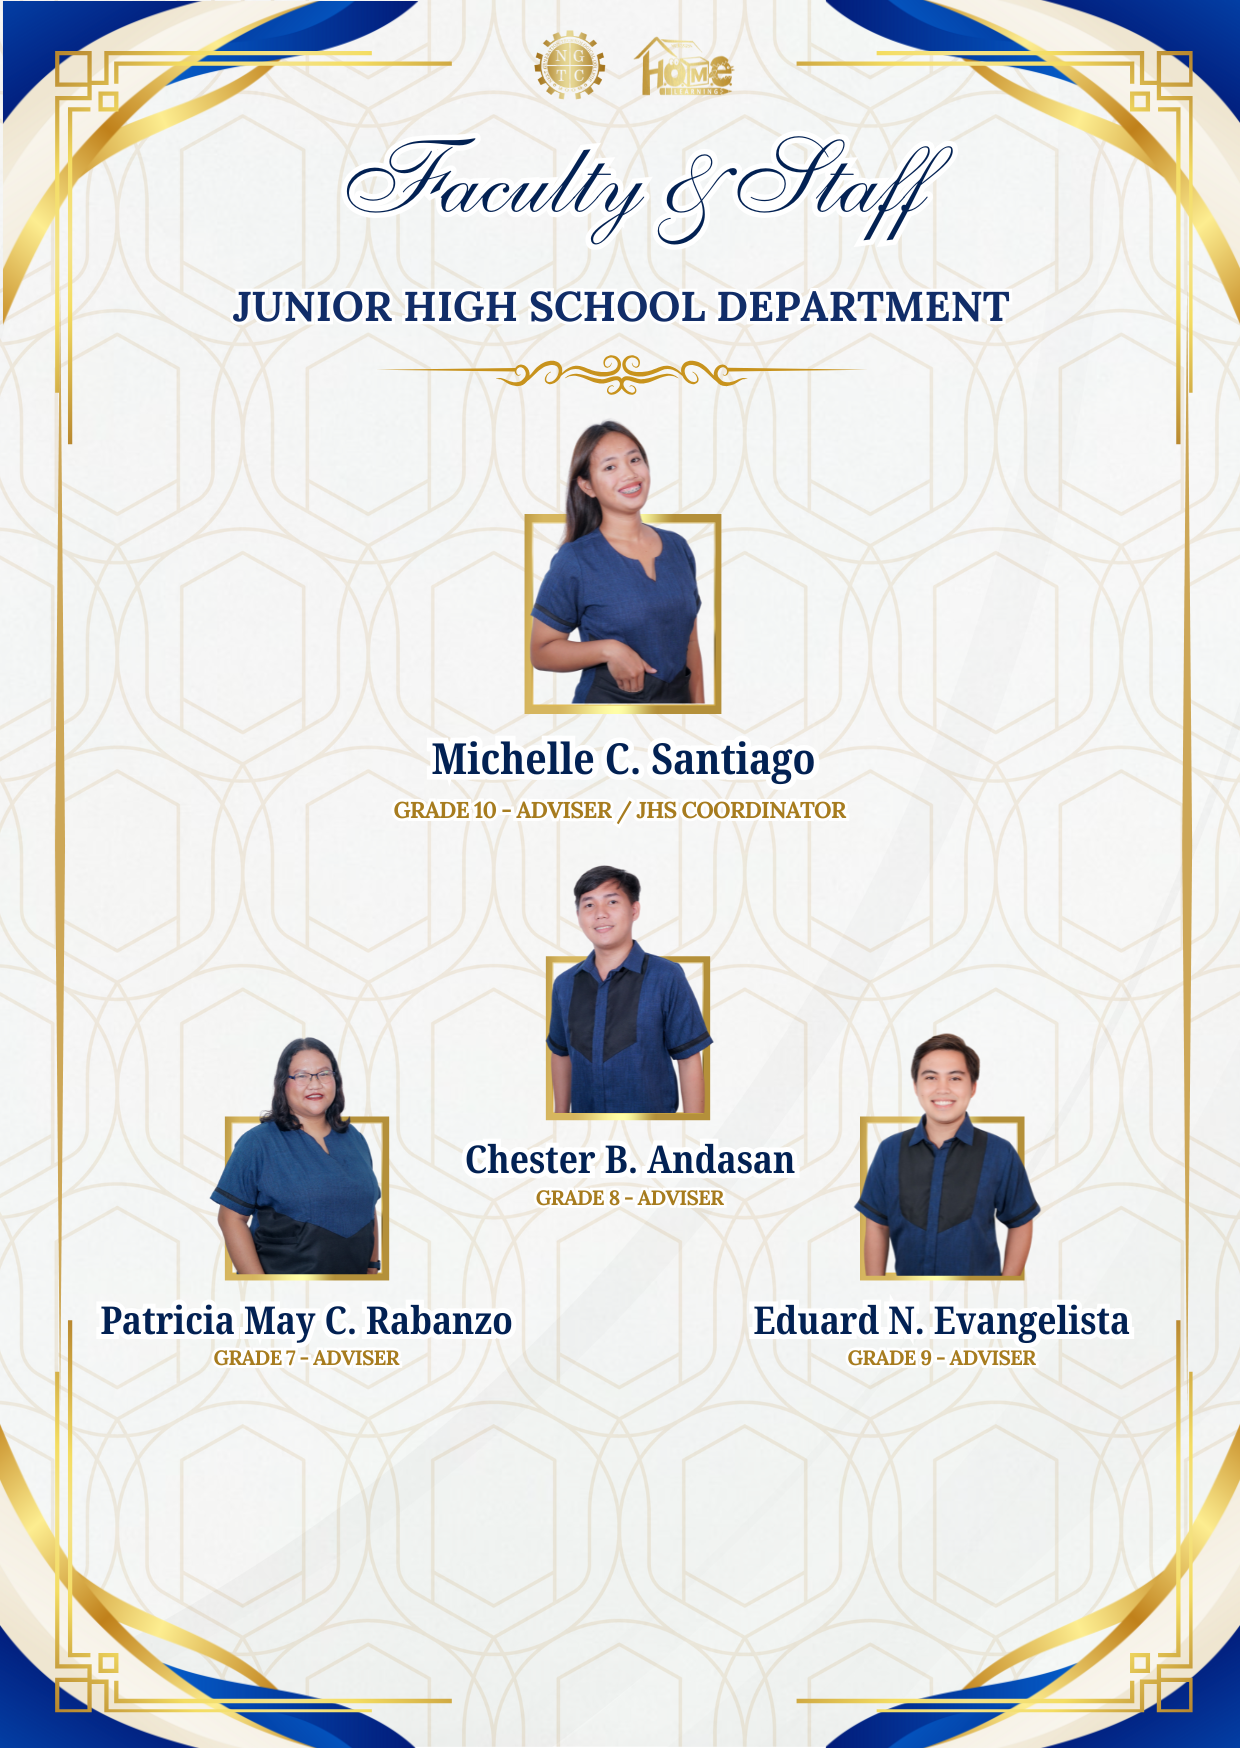 N G
T C
HOME
LEARNING
Faculty & Staff
JUNIOR HIGH SCHOOL DEPARTMENT
Michelle C. Santiago
GRADE 10 - ADVISER / JHS COORDINATOR
Chester B. Andasan
GRADE 8 - ADVISER
Patricia May C. Rabanzo
GRADE 7 - ADVISER
Eduard N. Evangelista
GRADE 9 - ADVISER